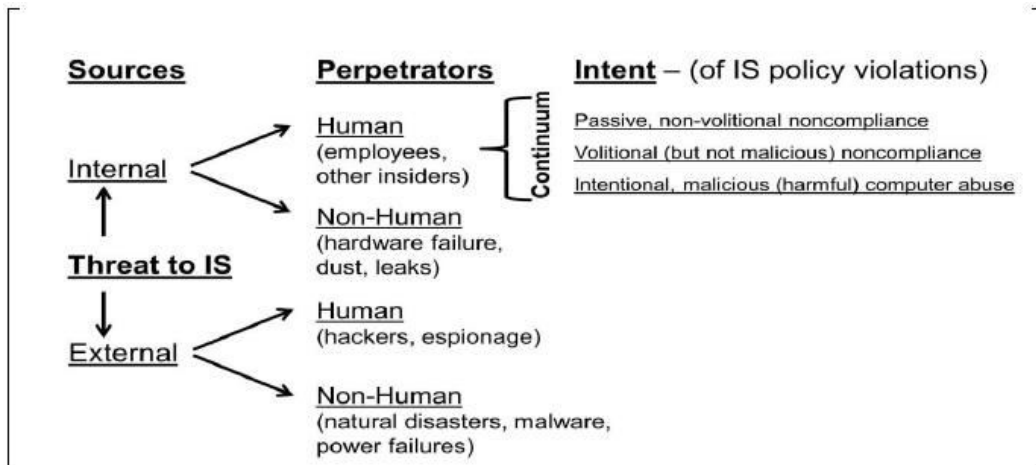 Sources
Perpetrators
Intent – (of IS policy violations)
Internal
Threat to IS
External
Human
(employees,
other insiders)
Non-Human
(hardware failure,
dust, leaks)
Human
(hackers, espionage)
Non-Human
(natural disasters, malware,
power failures)
Continuum
Passive, non-volitional noncompliance
Volitional (but not malicious) noncompliance
Intentional, malicious (harmful) computer abuse